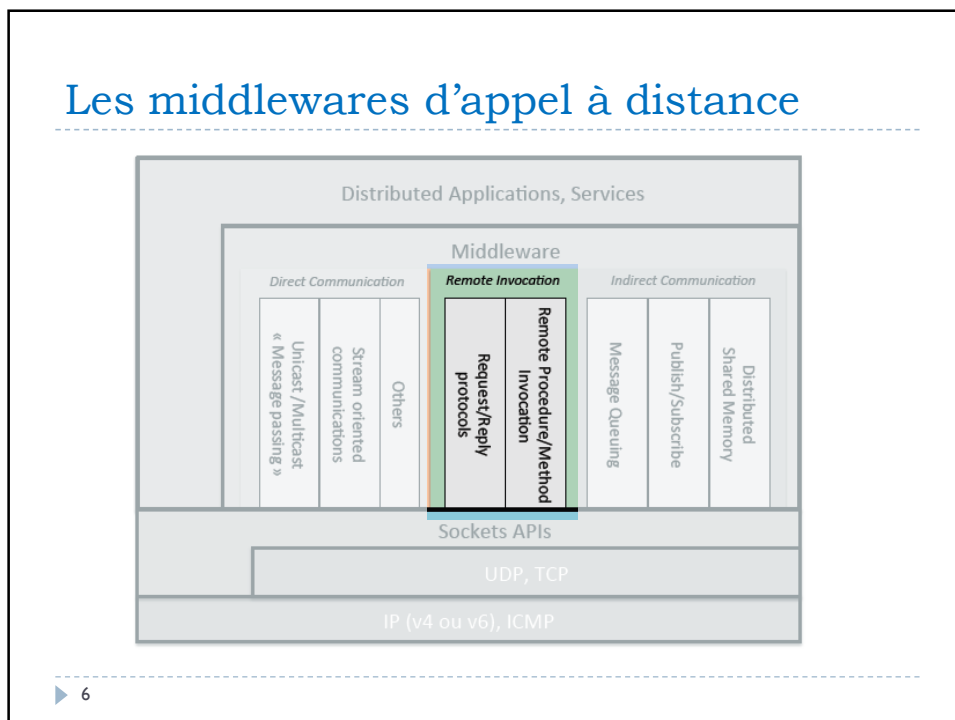 Les middlewares d'appel à distance
Distributed Applications, Services
Middleware
Direct Communication
Unicast /Multicast
« Message passing »
Stream oriented
communications
Others
Remote Invocation
Request/Reply
protocols
Remote Procedure/Method
Invocation
Indirect Communication
Message Queuing
Publish/Subscribe
Distributed
Shared Memory
Sockets APIs
UDP, TCP
IP (v4 ou v6), ICMP
6